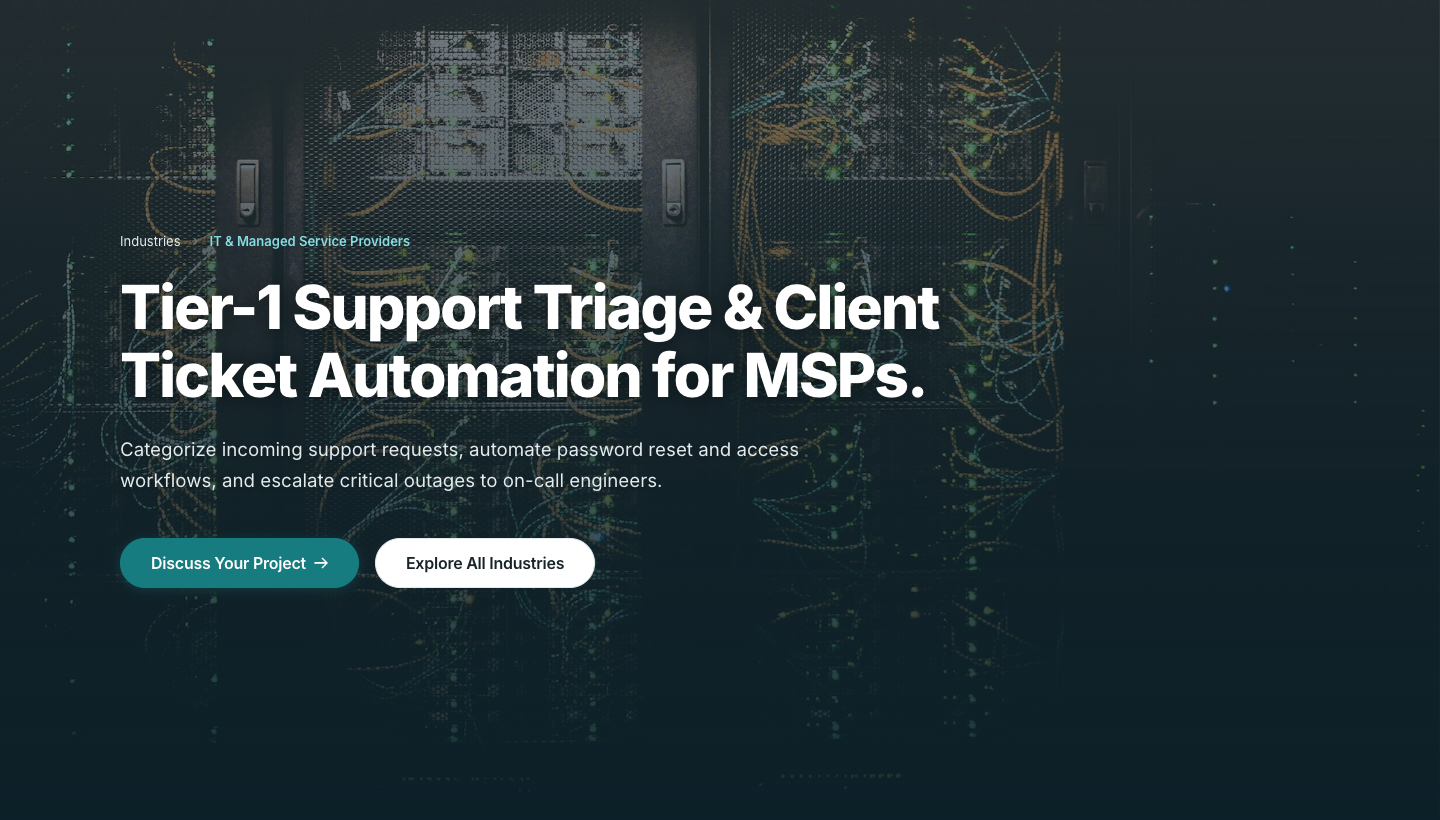 Industries › IT & Managed Service Providers
Tier-1 Support Triage & Client
Ticket Automation for MSPs.
Categorize incoming support requests, automate password reset and access
workflows, and escalate critical outages to on-call engineers.
Discuss Your Project →
Explore All Industries